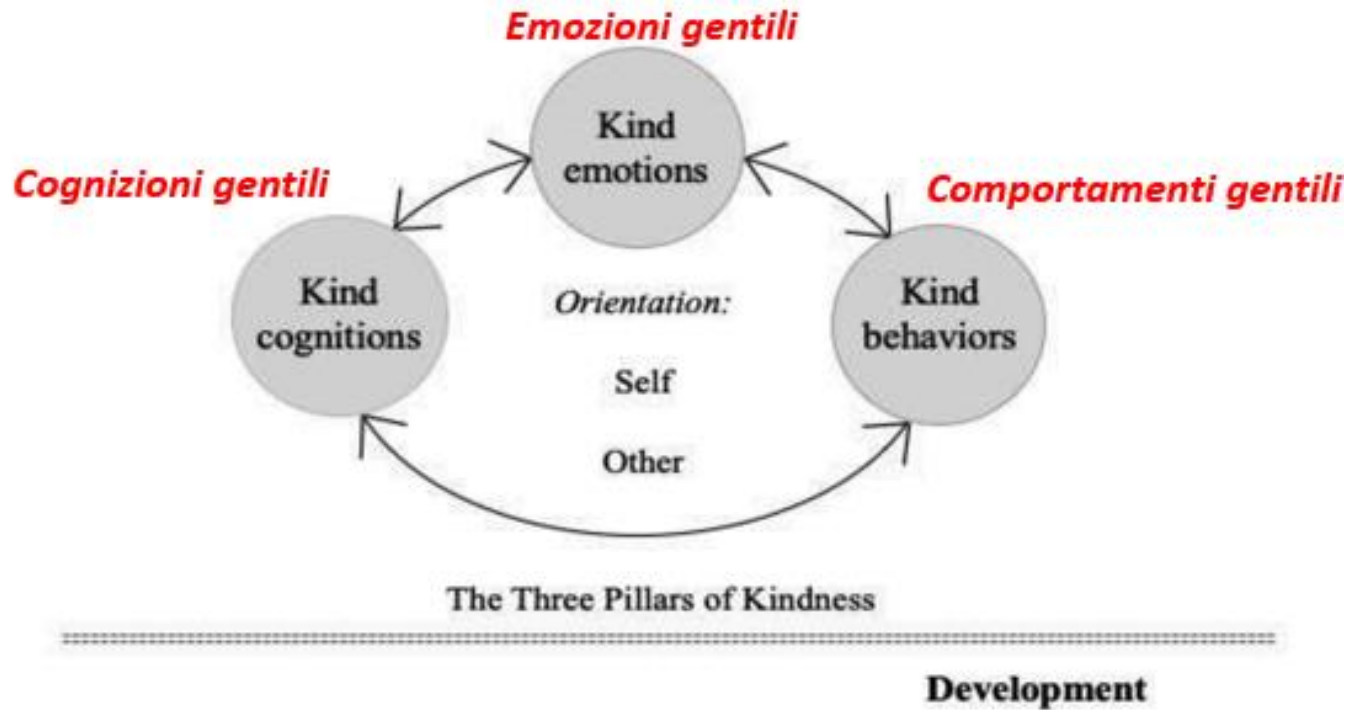 Emozioni gentili
Kind
emotions
Cognizioni gentili
Comportamenti gentili
Kind
cognitions
Orientation:
Self
Other
Kind
behaviors
The Three Pillars of Kindness
Development